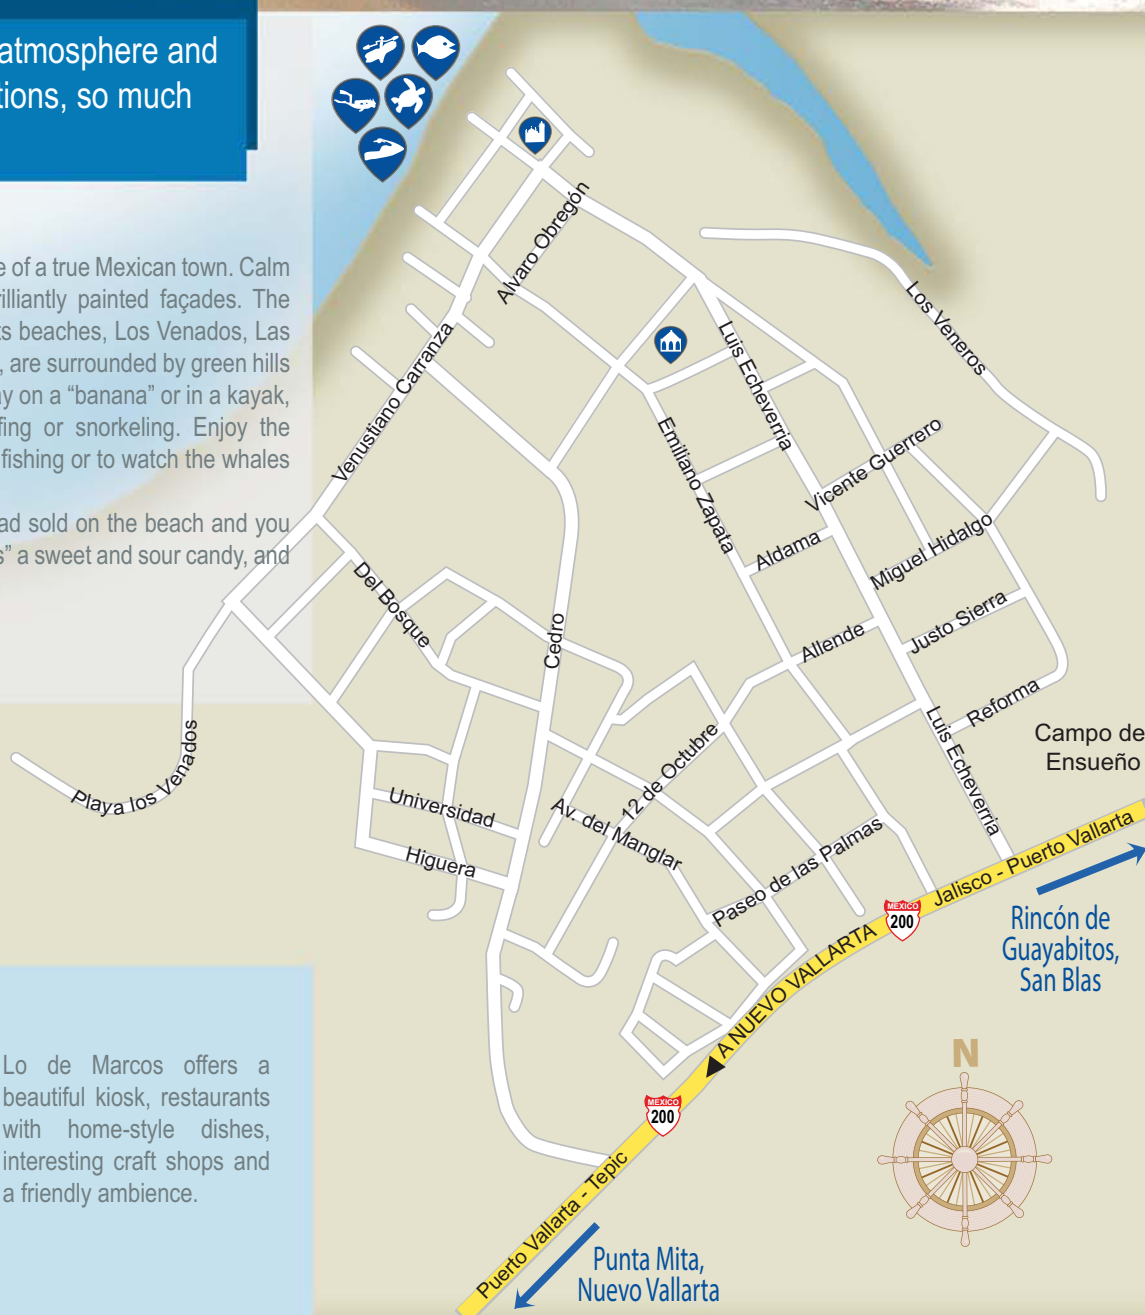 atmosphere and
tions, so much
e of a true Mexican town. Calm
rilliantly painted façades. The
ts beaches, Los Venados, Las
, are surrounded by green hills
ay on a “banana” or in a kayak,
fing or snorkeling. Enjoy the
fishing or to watch the whales
ad sold on the beach and you
s” a sweet and sour candy, and
Alvaro Obregón
Los Veneros
Venustiano Carranza
Luis Echeverria
Emiliano Zapata
Vicente Guerrero
Aldama
Miguel Hidalgo
Del Bosque
Cedro
Allende
Justo Sierra
Reforma
Luis Echeverria
Campo de
Ensueño
Playa los Venados
12 de Octubre
Universidad
Av. del Manglar
Higuera
Paseo de las Palmas
Jalisco - Puerto Vallarta
MEXICO
200
Rincón de
Guayabitos,
San Blas
A NUEVO VALLARTA
Lo de Marcos offers a
beautiful kiosk, restaurants
with home-style dishes,
interesting craft shops and
a friendly ambience.
N
MEXICO
200
Puerto Vallarta - Tepic
Punta Mita,
Nuevo Vallarta